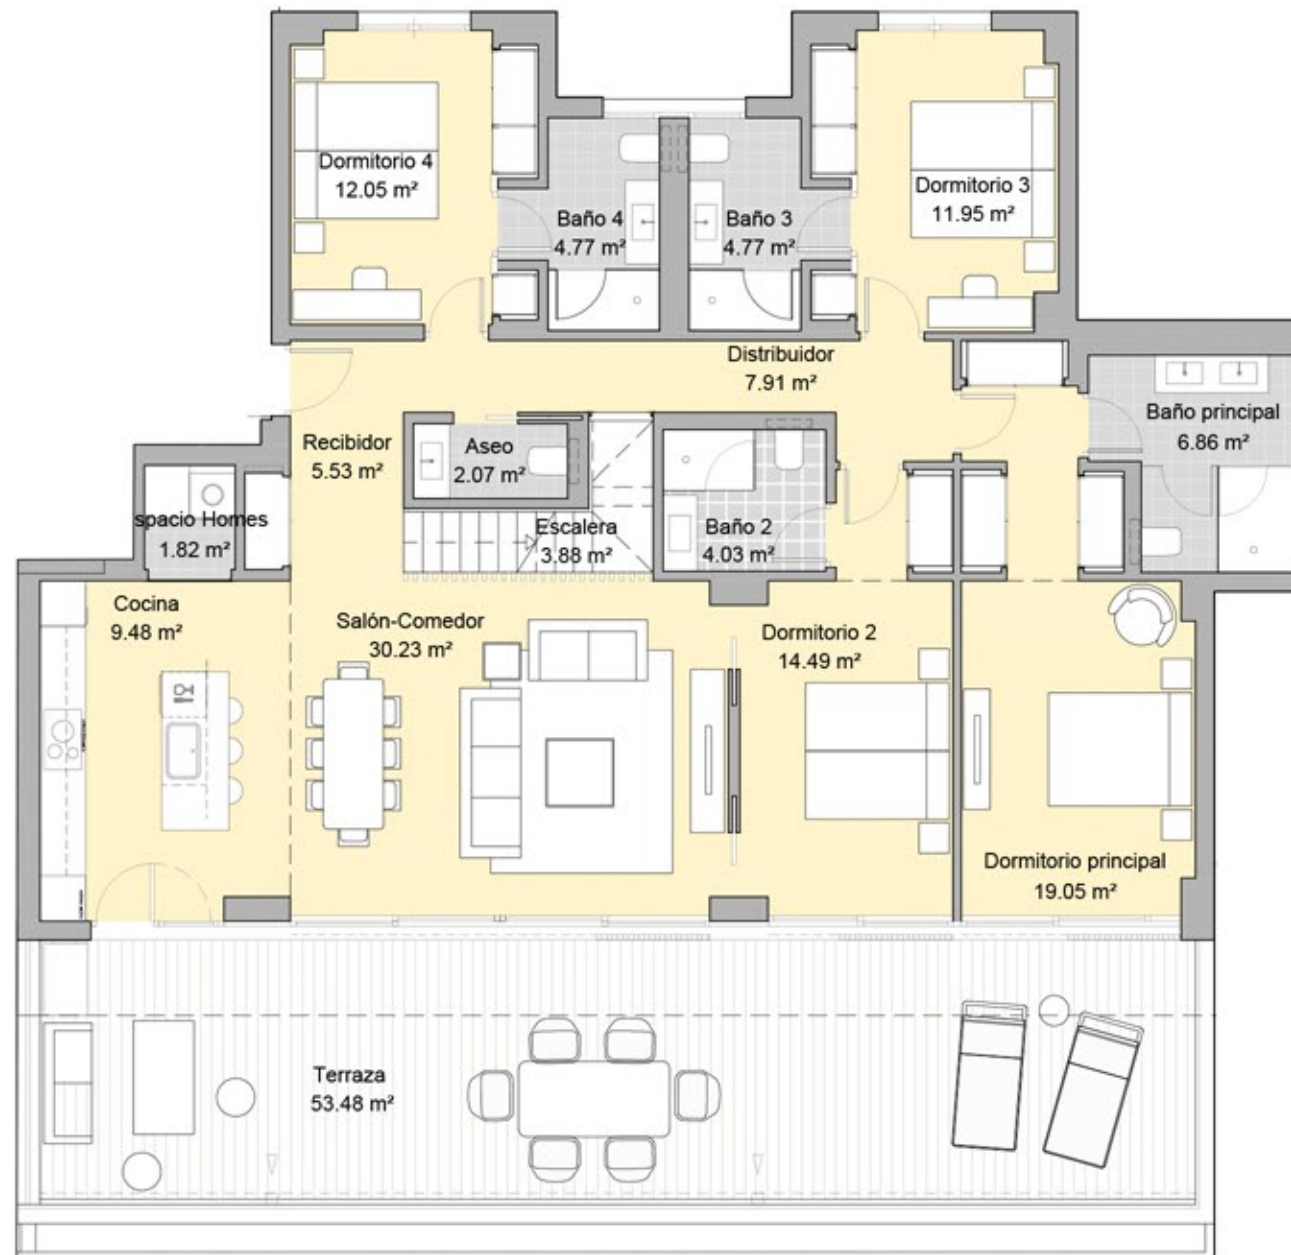 Dormitorio 4
12.05 m²
Dormitorio 3
11.95 m²
Baño 4
4.77 m²
Baño 3
4.77 m²
Distribuidor
7.91 m²
Baño principal
6.86 m²
Recibidor
5.53 m²
Aseo
2.07 m²
spacio Homes
1.82 m²
Escalera
3.88 m²
Baño 2
4.03 m²
Cocina
9.48 m²
Salón-Comedor
30.23 m²
Dormitorio 2
14.49 m²
Dormitorio principal
19.05 m²
Terraza
53.48 m²